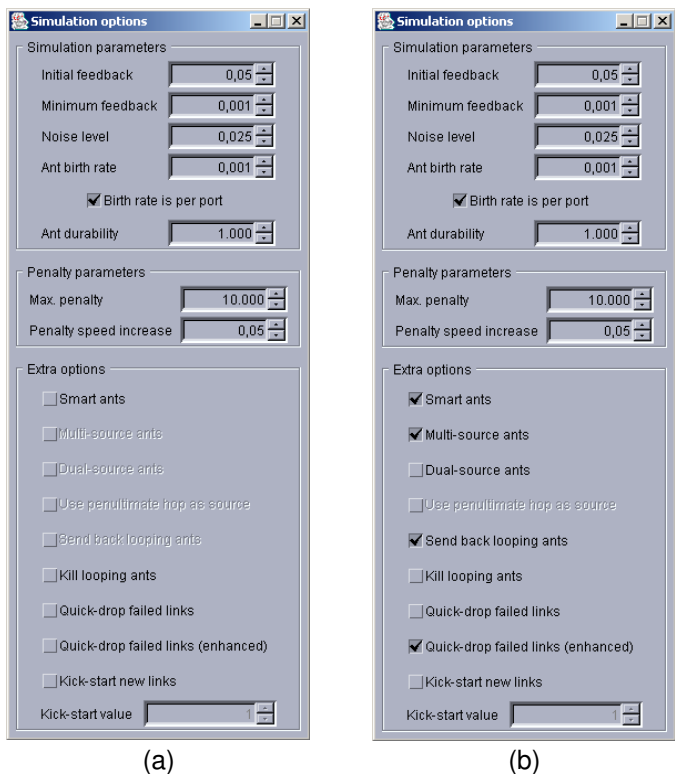 Simulation options
Simulation parameters
Initial feedback 0,05
Minimum feedback 0,001
Noise level 0,025
Ant birth rate 0,001
Birth rate is per port
Ant durability 1.000
Penalty parameters
Max. penalty 10.000
Penalty speed increase 0,05
Extra options
Smart ants
Multi-source ants
Dual-source ants
Use penultimate hop as source
Send back looping ants
Kill looping ants
Quick-drop failed links
Quick-drop failed links (enhanced)
Kick-start new links
Kick-start value 1
(a)
Simulation options
Simulation parameters
Initial feedback 0,05
Minimum feedback 0,001
Noise level 0,025
Ant birth rate 0,001
Birth rate is per port
Ant durability 1.000
Penalty parameters
Max. penalty 10.000
Penalty speed increase 0,05
Extra options
Smart ants
Multi-source ants
Dual-source ants
Use penultimate hop as source
Send back looping ants
Kill looping ants
Quick-drop failed links
Quick-drop failed links (enhanced)
Kick-start new links
Kick-start value 1
(b)